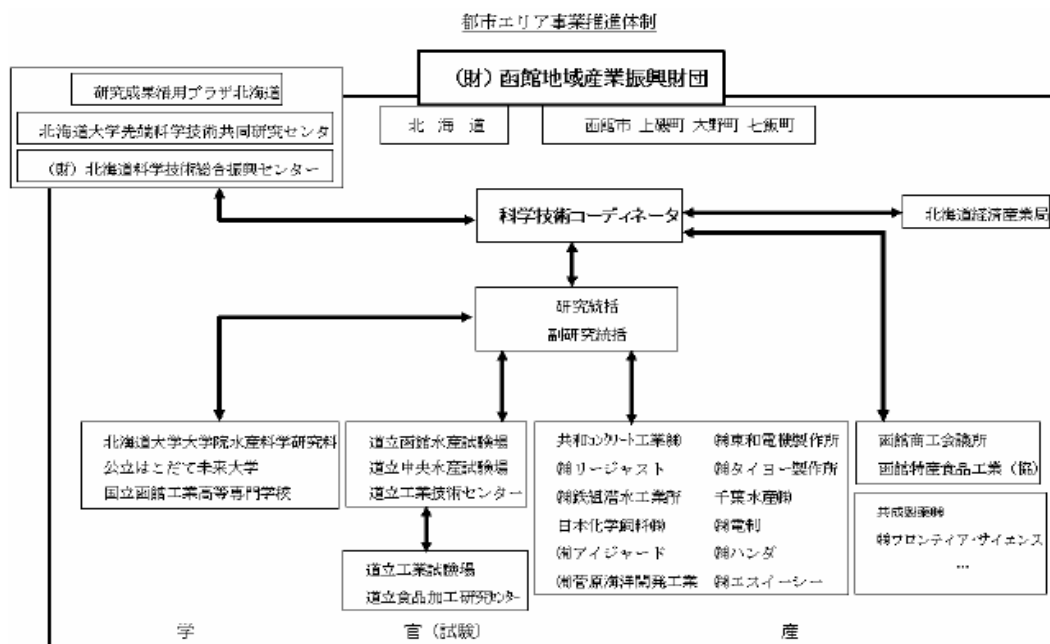 都市エリア事業推進体制
(財)函館地域産業振興財団
研究成果活用プラザ北海道
北海道大学先端科学技術共同研究センタ
(財)北海道科学技術総合振興センター
北 海 道
函館市 上磯町 大野町 七飯町
科学技術コーディネータ
北海道経済産業局
研究統括
副研究統括
北海道大学大学院水産科学研究科
公立はこだて未来大学
国立函館工業高等専門学校
道立函館水産試験場
道立中央水産試験場
道立工業技術センター
道立工業試験場
道立食品加工研究センター
共和コンクリート工業㈱
㈱リージャスト
㈱鉄組潜水工業所
日本化学飼料㈱
㈲アイジャード
㈲菅原海洋開発工業
㈱東和電機製作所
㈱タイヨー製作所
千葉水産㈱
㈱電制
㈱ハンダ
㈱エスイーシー
函館商工会議所
函館特産食品工業(協)
共成製薬㈱
㈱フロンティア・サイエンス
…
学
官(試験)
産